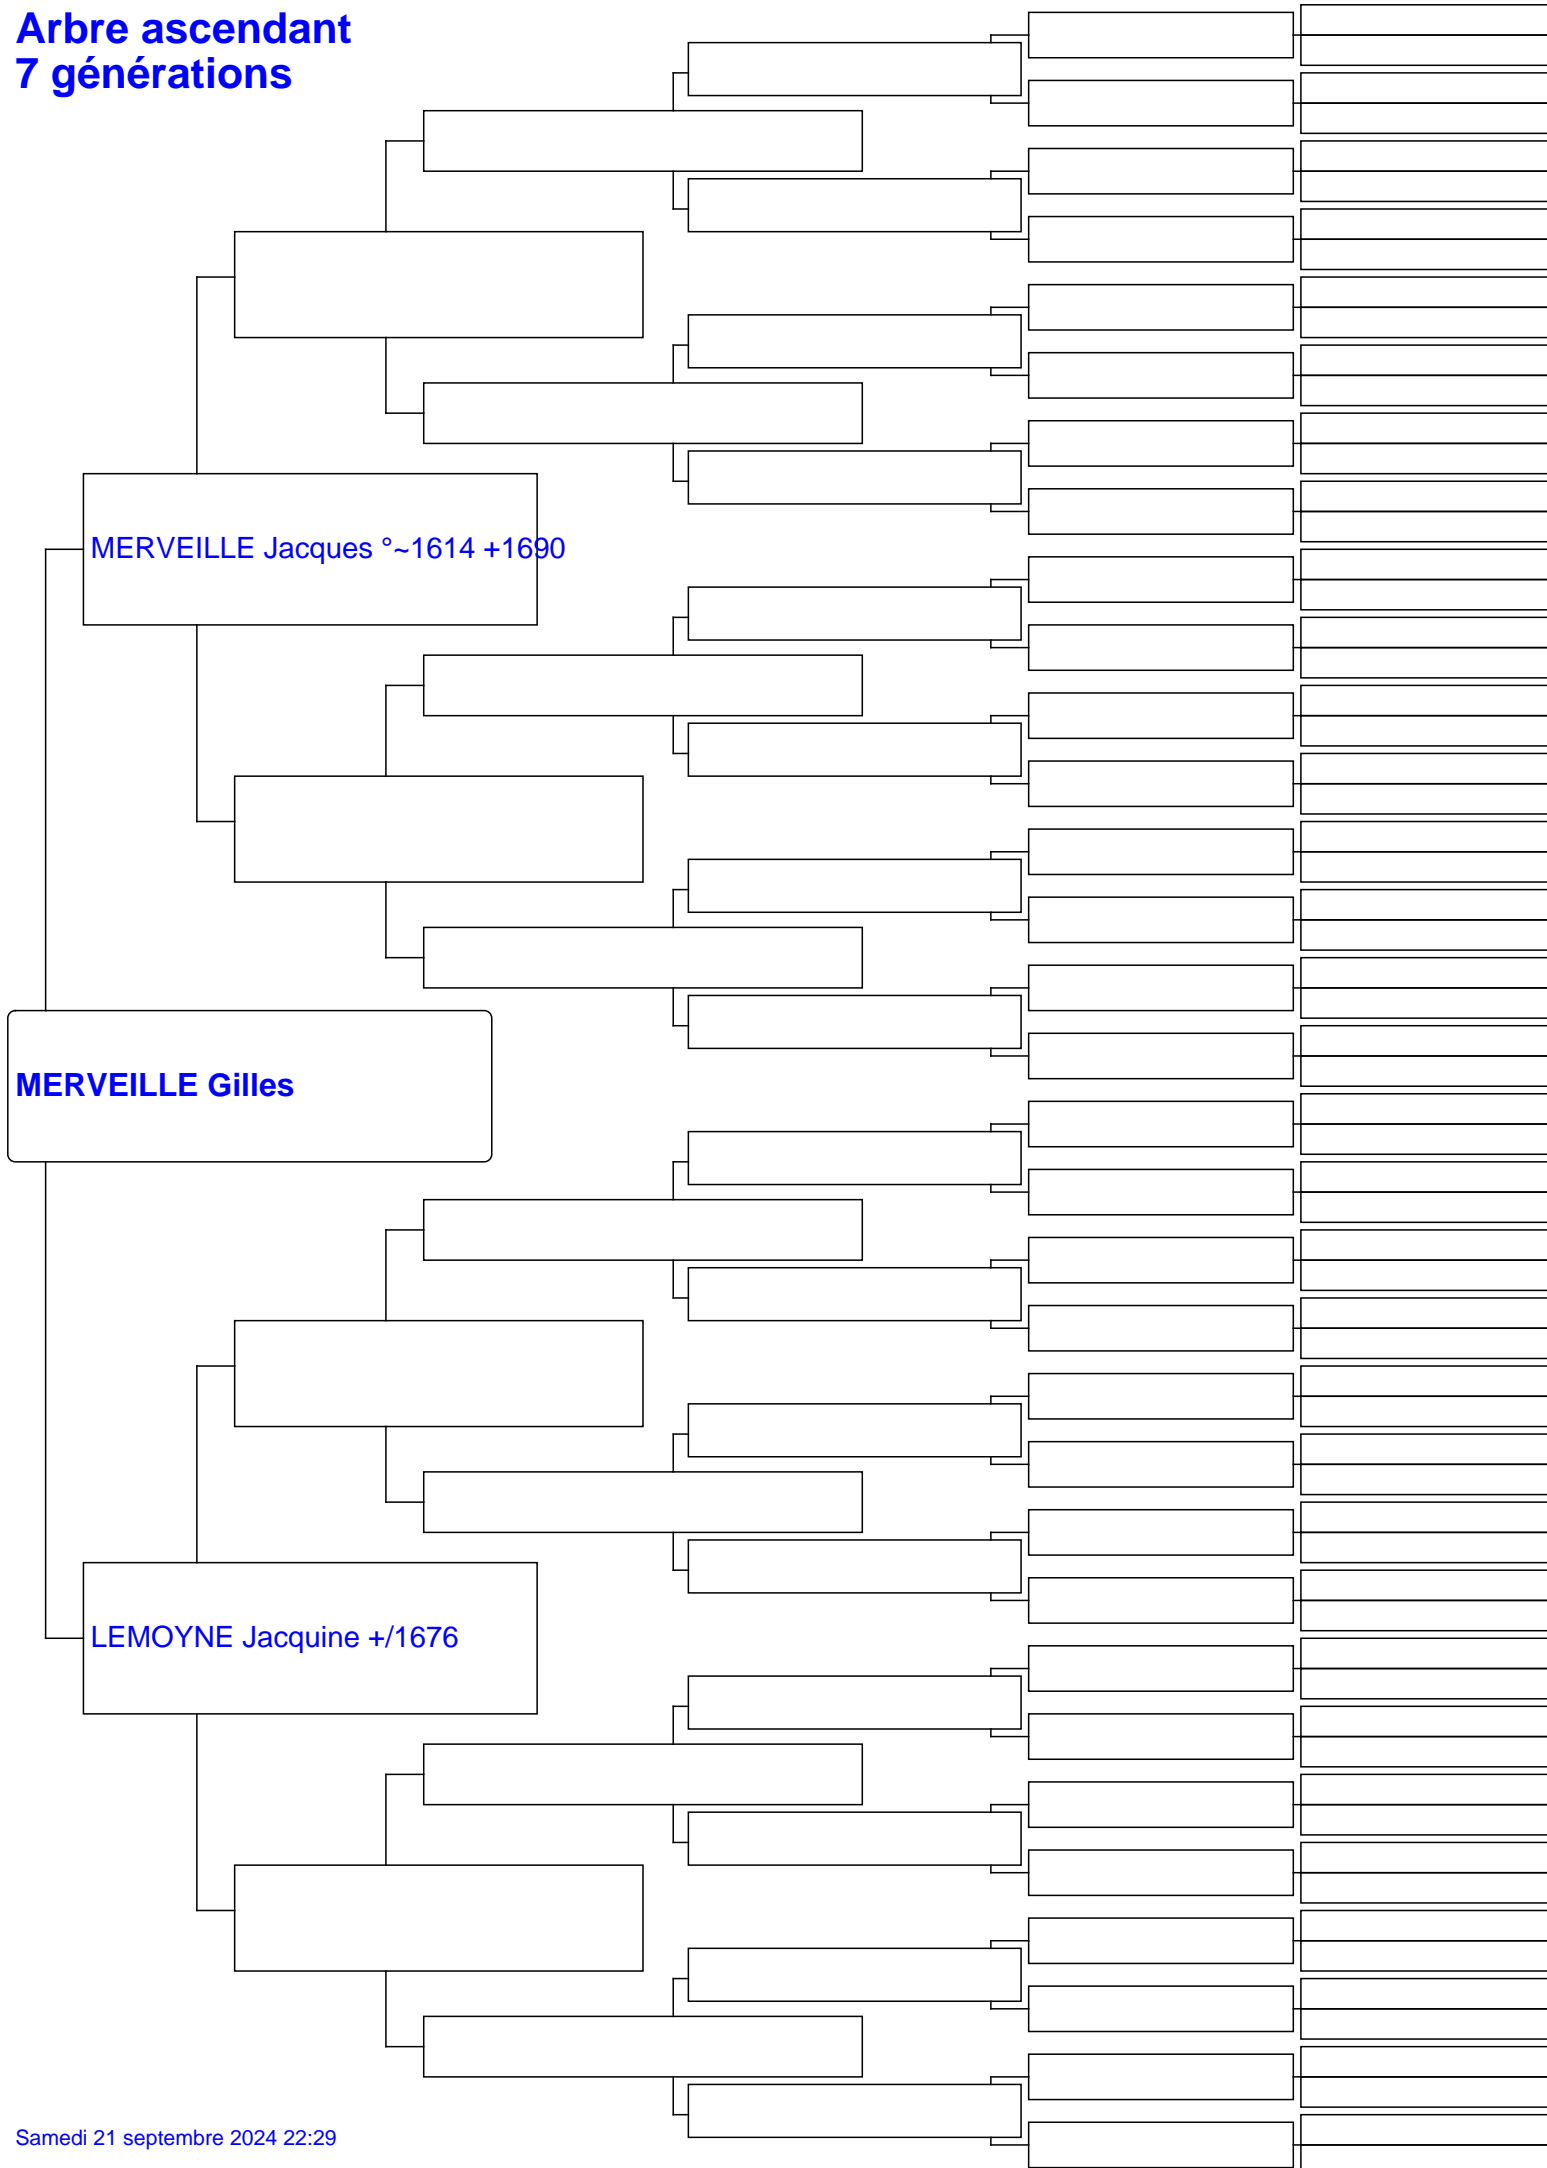 Arbre ascendant
7 générations
MERVEILLE Jacques °~1614 +1690
MERVEILLE Gilles
LEMOYNE Jacquine +/1676
Samedi 21 septembre 2024 22:29